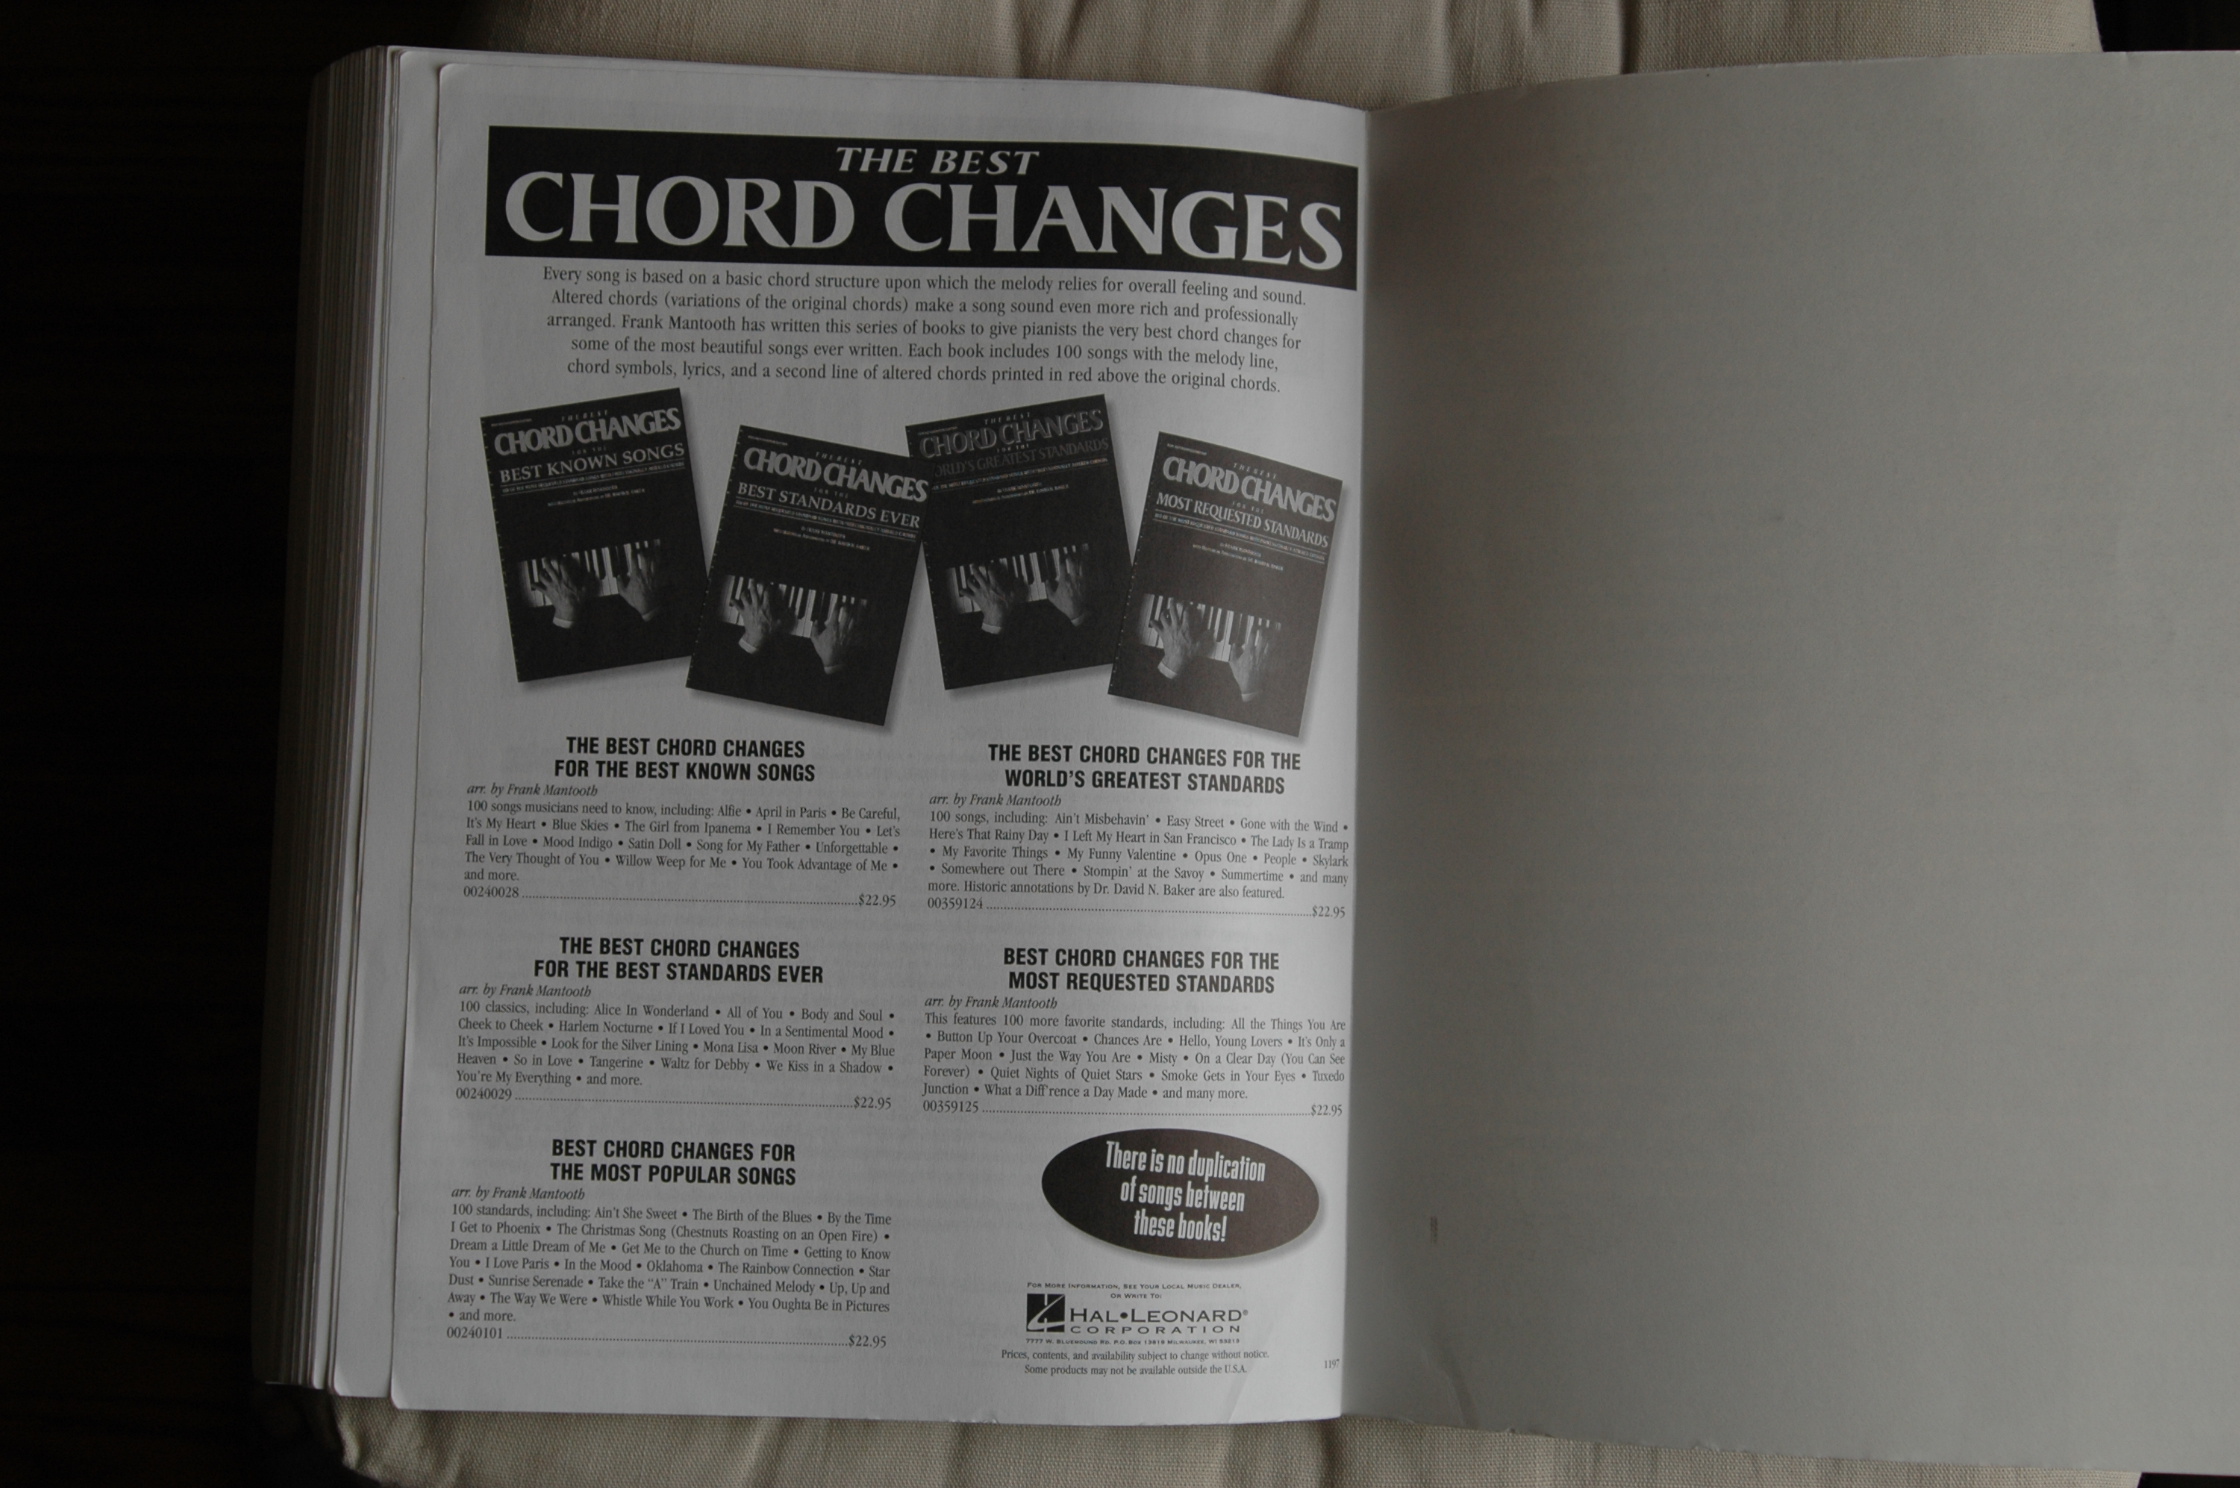 THE BEST
CHORD CHANGES
Every song is based on a basic chord structure upon which the melody relies for overall feeling and sound.
Altered chords (variations of the original chords) make a song sound even more rich and professionally
arranged. Frank Mantooth has written this series of books to give pianists the very best chord changes for
some of the most beautiful songs ever written. Each book includes 100 songs with the melody line,
chord symbols, lyrics, and a second line of altered chords printed in red above the original chords.
THE BEST
CHORD CHANGES
FOR THE
BEST KNOWN SONGS
THE BEST
CHORD CHANGES
FOR THE
BEST STANDARDS EVER
THE BEST
CHORD CHANGES
FOR THE
WORLD'S GREATEST STANDARDS
THE BEST
CHORD CHANGES
FOR THE
MOST REQUESTED STANDARDS
THE BEST CHORD CHANGES
FOR THE BEST KNOWN SONGS
arr. by Frank Mantooth
100 songs musicians need to know, including: Alfie • April in Paris • Be Careful,
It's My Heart • Blue Skies • The Girl from Ipanema • I Remember You • Let's
Fall in Love • Mood Indigo • Satin Doll • Song for My Father • Unforgettable •
The Very Thought of You • Willow Weep for Me • You Took Advantage of Me •
and more.
00240028 ..........$22.95
THE BEST CHORD CHANGES
FOR THE BEST STANDARDS EVER
arr. by Frank Mantooth
100 classics, including: Alice In Wonderland • All of You • Body and Soul •
Cheek to Cheek • Harlem Nocturne • If I Loved You • In a Sentimental Mood •
It's Impossible • Look for the Silver Lining • Mona Lisa • Moon River • My Blue
Heaven • So in Love • Tangerine • Waltz for Debby • We Kiss in a Shadow •
You're My Everything • and more.
00240029 ..........$22.95
BEST CHORD CHANGES FOR
THE MOST POPULAR SONGS
arr. by Frank Mantooth
100 standards, including: Ain't She Sweet • The Birth of the Blues • By the Time
I Get to Phoenix • The Christmas Song (Chestnuts Roasting on an Open Fire) •
Dream a Little Dream of Me • Get Me to the Church on Time • Getting to Know
You • I Love Paris • In the Mood • Oklahoma • The Rainbow Connection • Star
Dust • Sunrise Serenade • Take the "A" Train • Unchained Melody • Up, Up and
Away • The Way We Were • Whistle While You Work • You Oughta Be in Pictures
• and more.
00240101 ..........$22.95
THE BEST CHORD CHANGES FOR THE
WORLD'S GREATEST STANDARDS
arr. by Frank Mantooth
100 songs, including: Ain't Misbehavin' • Easy Street • Gone with the Wind •
Here's That Rainy Day • I Left My Heart in San Francisco • The Lady Is a Tramp
• My Favorite Things • My Funny Valentine • Opus One • People • Skylark
• Somewhere out There • Stompin' at the Savoy • Summertime • and many
more. Historic annotations by Dr. David N. Baker are also featured.
00359124 ..........$22.95
BEST CHORD CHANGES FOR THE
MOST REQUESTED STANDARDS
arr. by Frank Mantooth
This features 100 more favorite standards, including: All the Things You Are
• Button Up Your Overcoat • Chances Are • Hello, Young Lovers • It's Only a
Paper Moon • Just the Way You Are • Misty • On a Clear Day (You Can See
Forever) • Quiet Nights of Quiet Stars • Smoke Gets in Your Eyes • Tuxedo
Junction • What a Diff'rence a Day Made • and many more.
00359125 ..........$22.95
There is no duplication
of songs between
these books!
FOR MORE INFORMATION, SEE YOUR LOCAL MUSIC DEALER,
OR WRITE TO:
HAL•LEONARD®
CORPORATION
7777 W. BLUEMOUND RD. P.O. BOX 13819 MILWAUKEE, WI 53213
Prices, contents, and availability subject to change without notice.
Some products may not be available outside the U.S.A.
1197